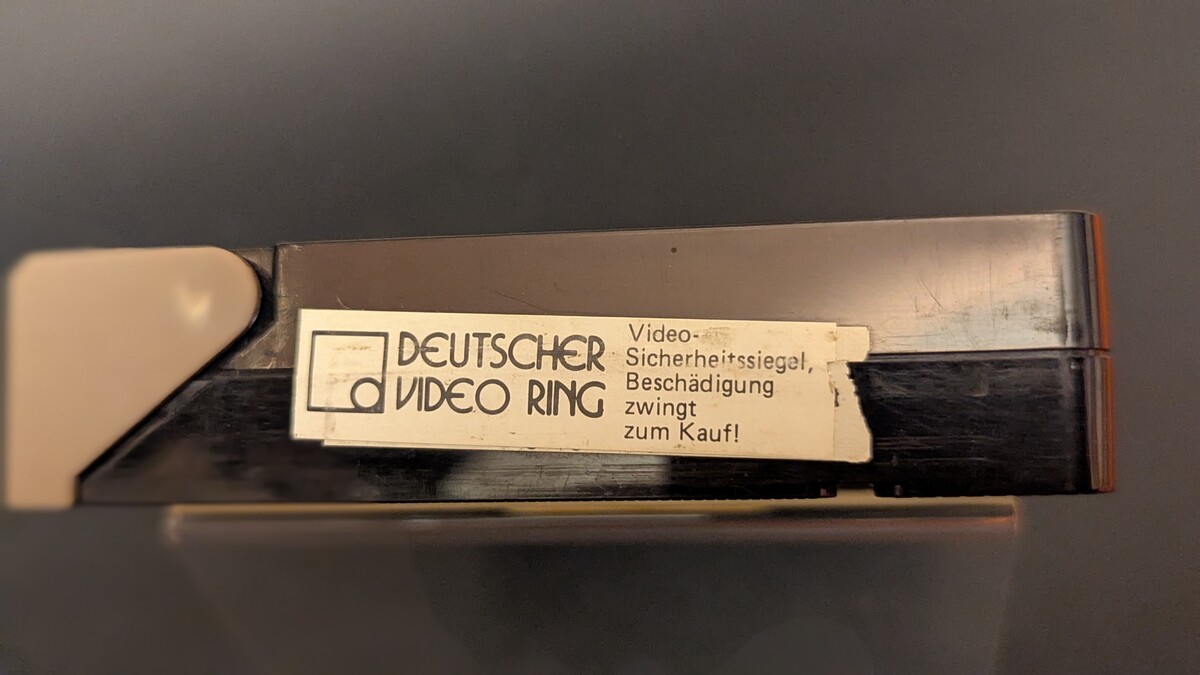 DEUTSCHER
VIDEO RING
Video-
Sicherheitssiegel,
Beschädigung
zwingt
zum Kauf!